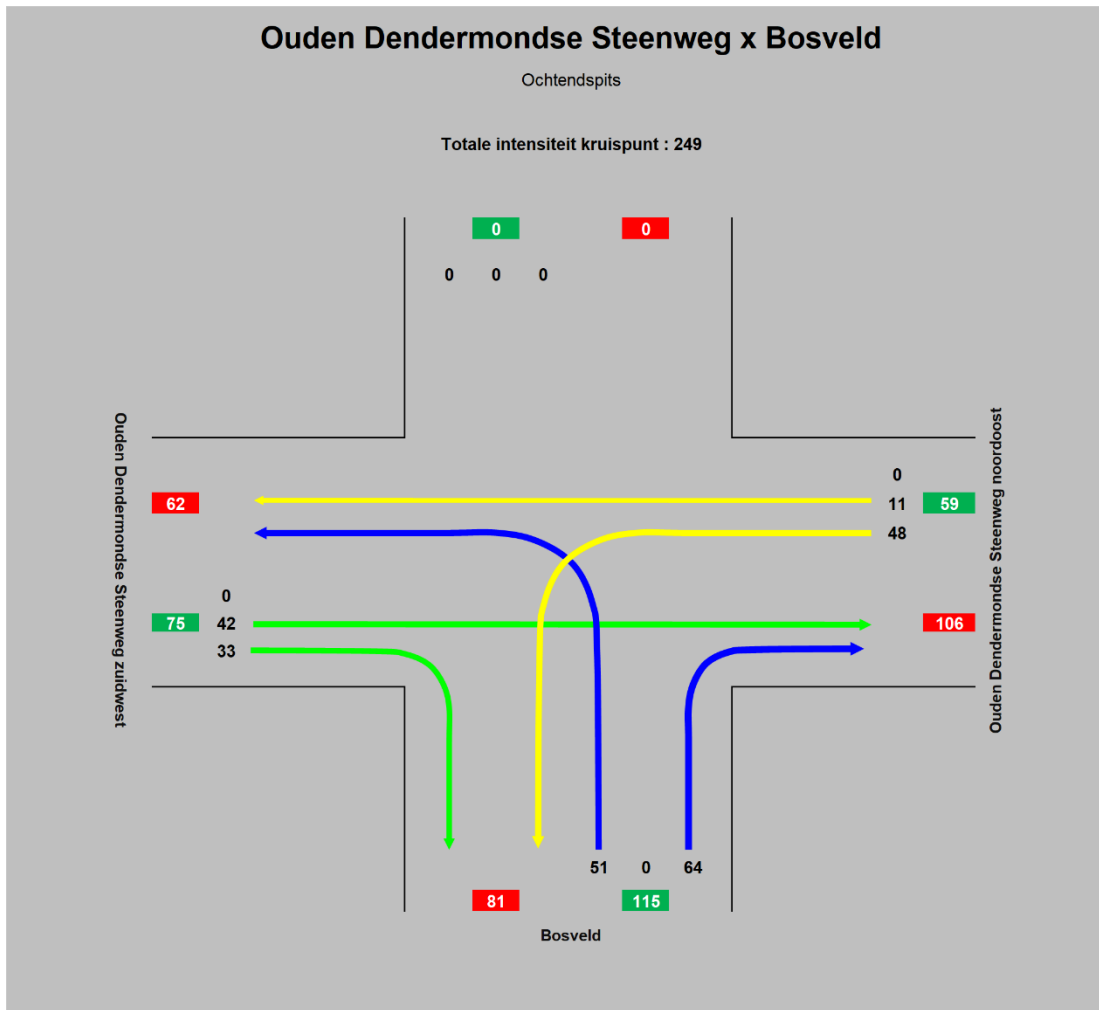 Ouden Dendermondse Steenweg x Bosveld
Ochtendspits
Totale intensiteit kruispunt : 249
0 0
0 0 0
Ouden Dendermondse Steenweg zuidwest
Ouden Dendermondse Steenweg noordoost
0
62
11 59
48
0
75 42
106
33
51 0 64
81 115
Bosveld